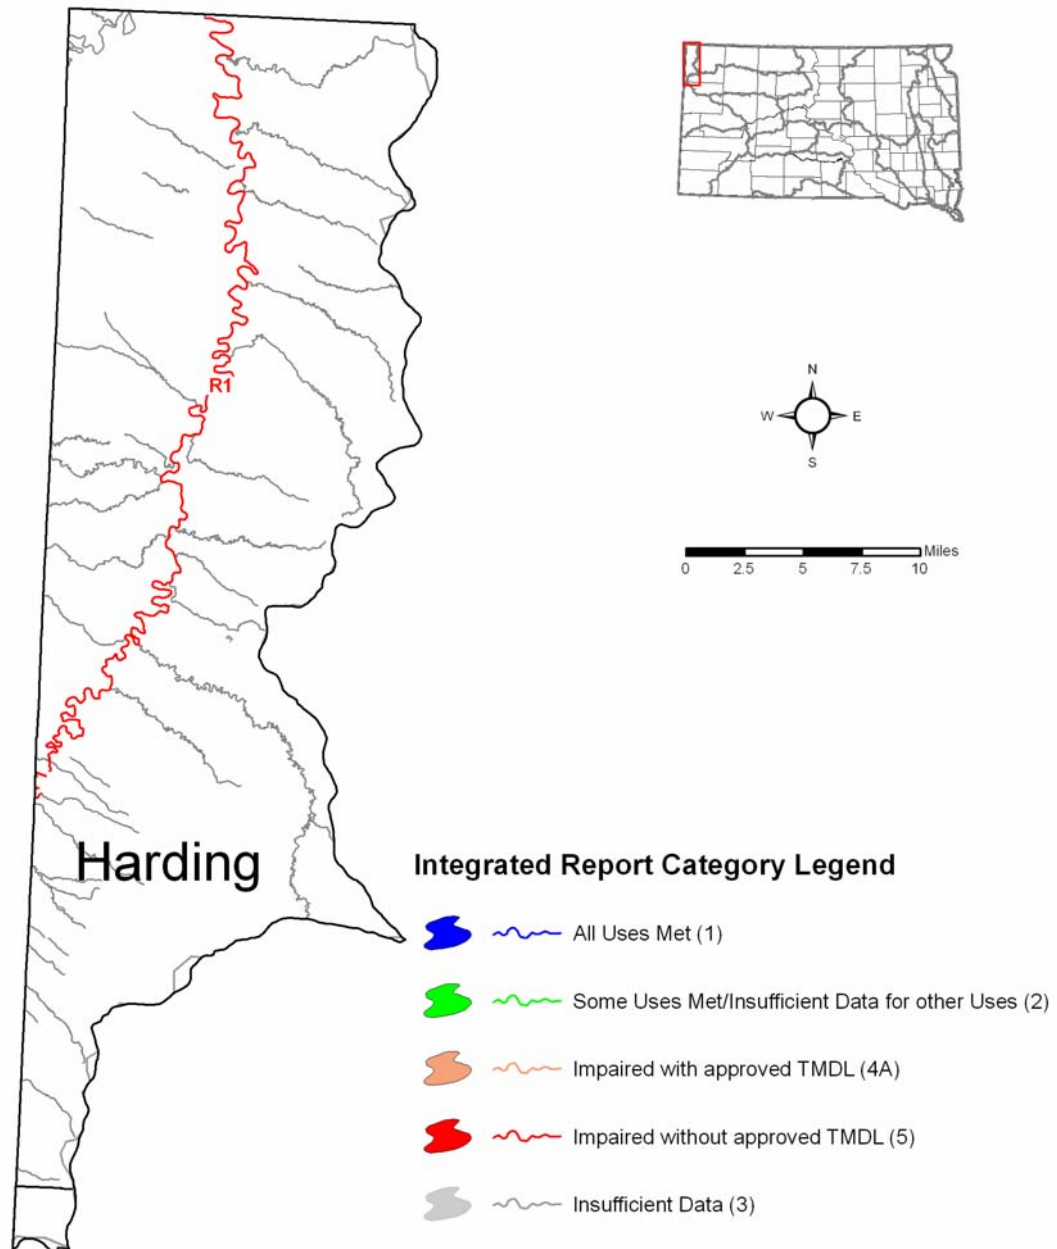 R1
N
W
E
S
Miles
0 2.5 5 7.5 10
Harding
Integrated Report Category Legend
All Uses Met (1)
Some Uses Met/Insufficient Data for other Uses (2)
Impaired with approved TMDL (4A)
Impaired without approved TMDL (5)
Insufficient Data (3)